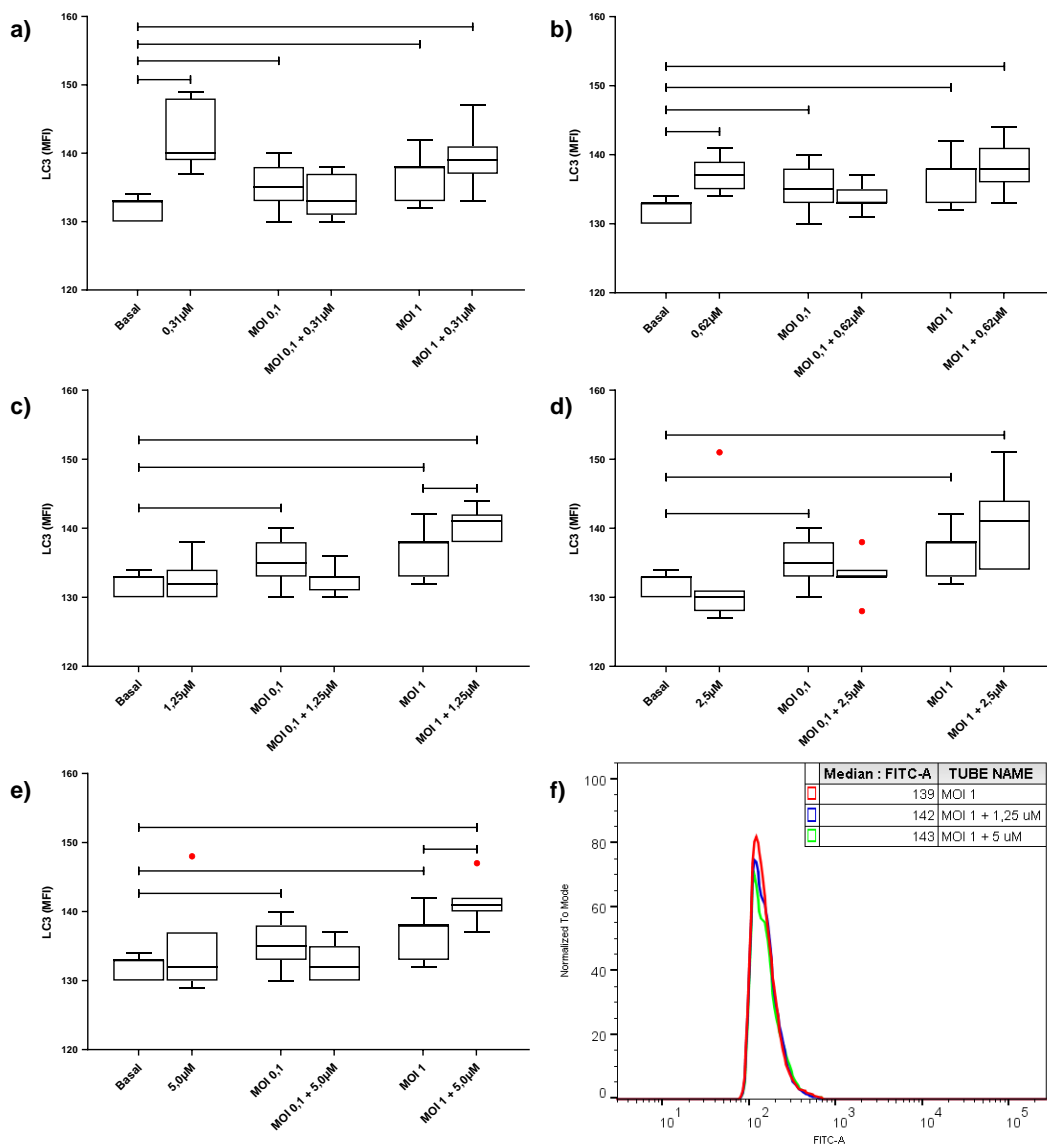 a)
LC3 (MFI)
160
150
140
130
120
Basal
0,31µM
MOI 0,1
MOI 0,1 + 0,31µM
MOI 1
MOI 1 + 0,31µM
b)
LC3 (MFI)
160
150
140
130
120
Basal
0,62µM
MOI 0,1
MOI 0,1 + 0,62µM
MOI 1
MOI 1 + 0,62µM
c)
LC3 (MFI)
160
150
140
130
120
Basal
1,25µM
MOI 0,1
MOI 0,1 + 1,25µM
MOI 1
MOI 1 + 1,25µM
d)
LC3 (MFI)
160
150
140
130
120
Basal
2,5µM
MOI 0,1
MOI 0,1 + 2,5µM
MOI 1
MOI 1 + 2,5µM
e)
LC3 (MFI)
160
150
140
130
120
Basal
5,0µM
MOI 0,1
MOI 0,1 + 5,0µM
MOI 1
MOI 1 + 5,0µM
f)
Median : FITC-A TUBE NAME
139 MOI 1
142 MOI 1 + 1,25 uM
143 MOI 1 + 5 uM
Normalized To Mode
100
80
60
40
20
0
10^1 10^2 10^3 10^4 10^5
FITC-A